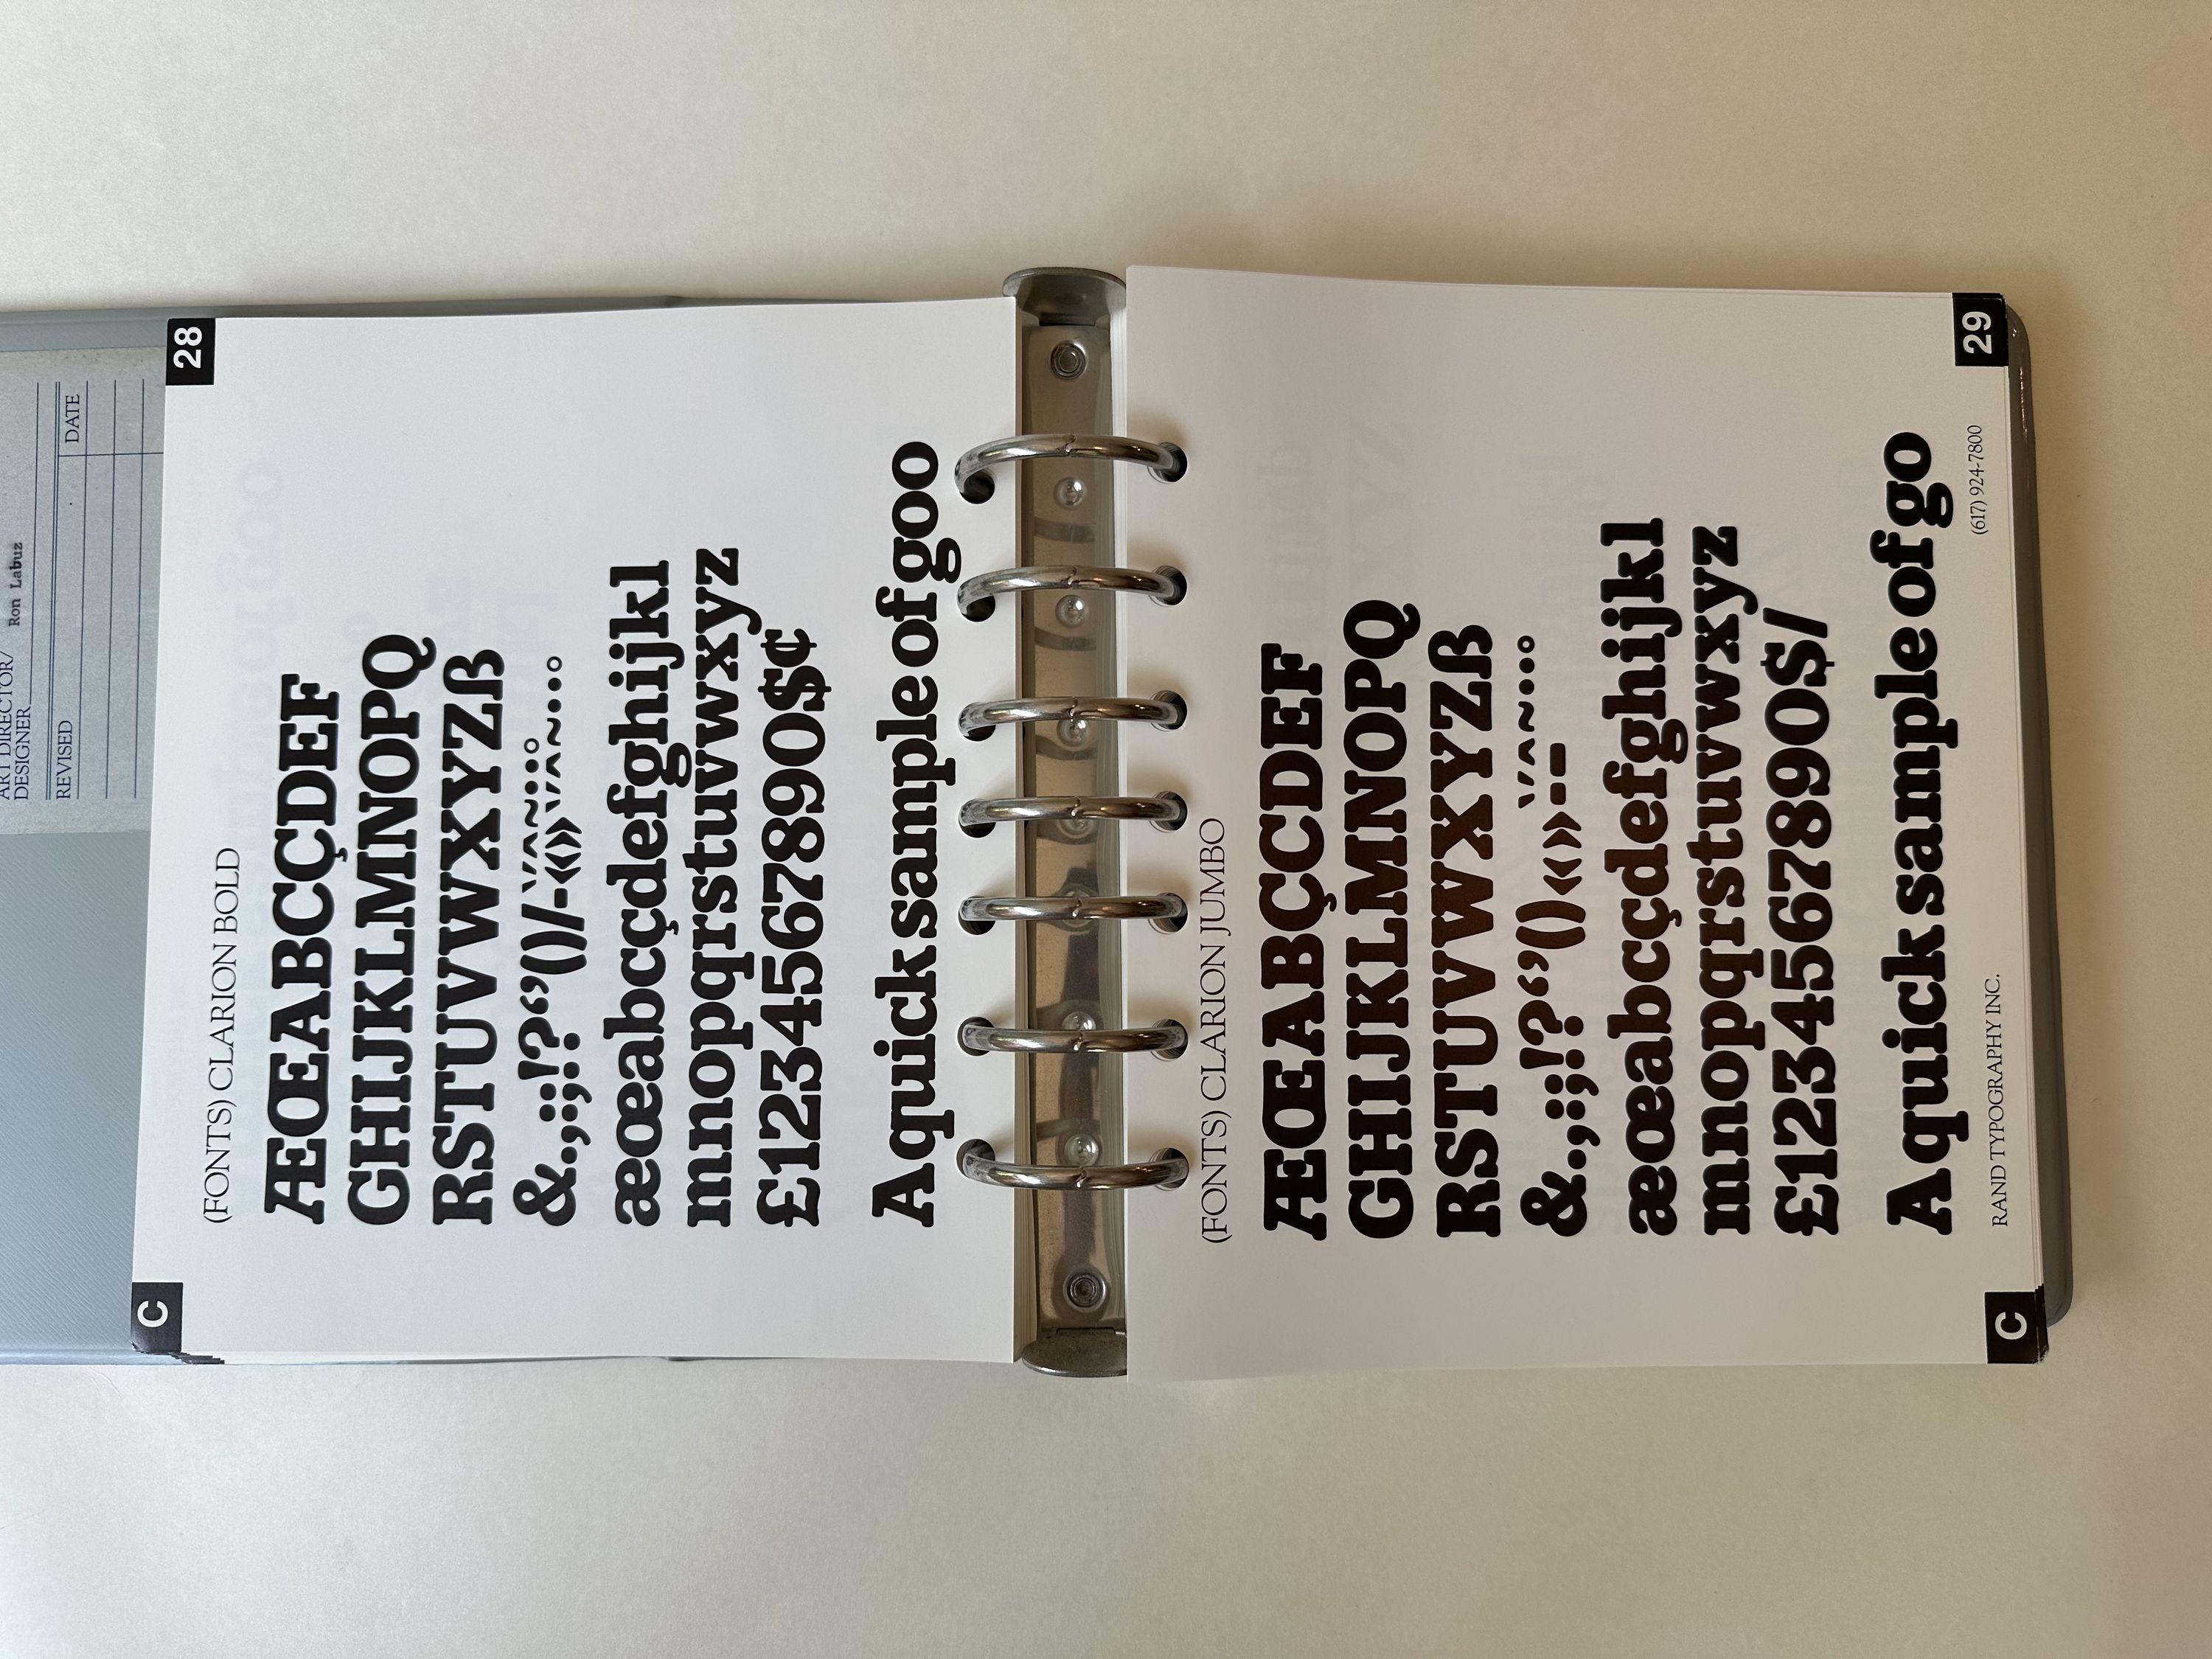 ART DIRECTOR/
DESIGNER Ron Labuz
REVISED DATE
28
C
(FONTS) CLARION BOLD
ÆŒABCÇDEF
GHIJKLMNOPQ
RSTUVWXYZß
æœabcçdefghijkl
mnopqrstuvwxyz
£1234567890$¢
A quick sample of goo
29
C
(FONTS) CLARION JUMBO
ÆŒABCÇDEF
GHIJKLMNOPQ
RSTUVWXYZß
æœabcçdefghijkl
mnopqrstuvwxyz
£1234567890$/
A quick sample of go
RAND TYPOGRAPHY INC. (617) 924-7800